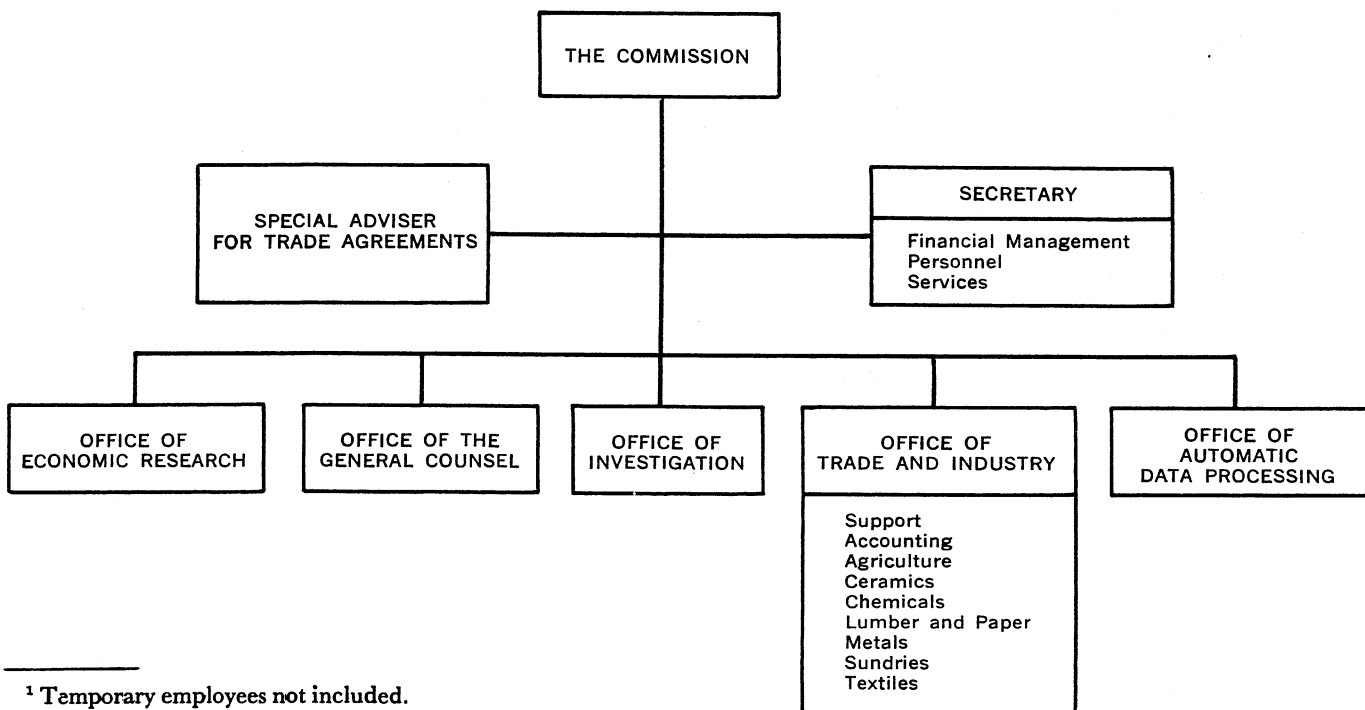 THE COMMISSION
SPECIAL ADVISER
FOR TRADE AGREEMENTS
SECRETARY
Financial Management
Personnel
Services
OFFICE OF
ECONOMIC RESEARCH
OFFICE OF THE
GENERAL COUNSEL
OFFICE OF
INVESTIGATION
OFFICE OF
TRADE AND INDUSTRY
Support
Accounting
Agriculture
Ceramics
Chemicals
Lumber and Paper
Metals
Sundries
Textiles
OFFICE OF
AUTOMATIC
DATA PROCESSING
¹ Temporary employees not included.